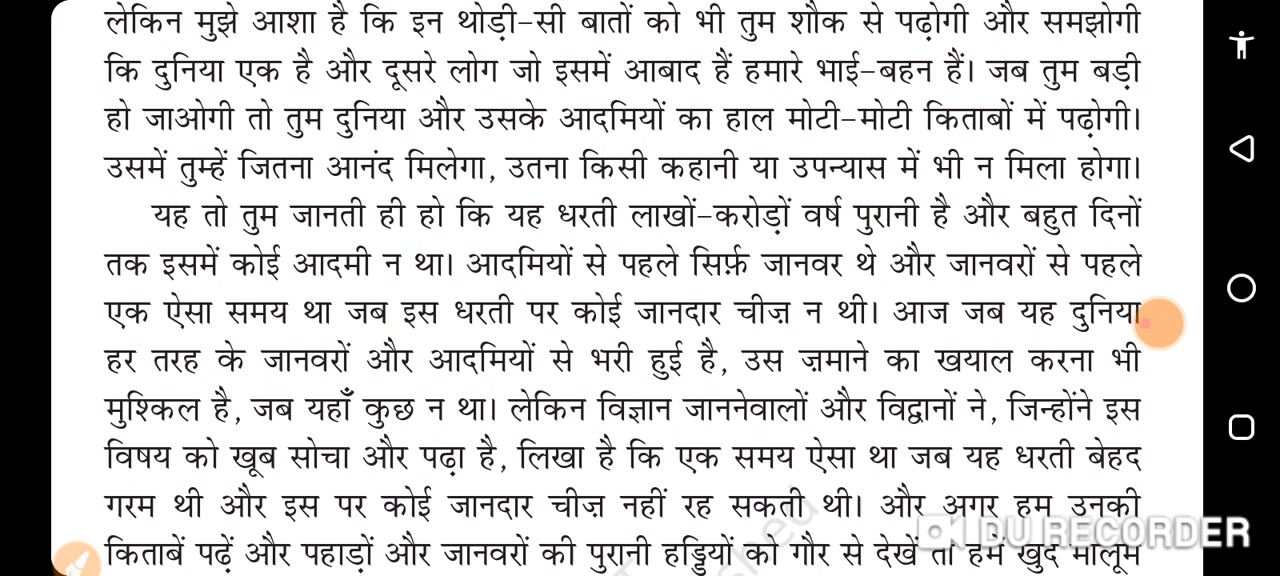 लेकिन मुझे आशा है कि इन थोड़ी-सी बातों को भी तुम शौक से पढ़ोगी और समझोगी
कि दुनिया एक है और दूसरे लोग जो इसमें आबाद हैं हमारे भाई-बहन हैं। जब तुम बड़ी
हो जाओगी तो तुम दुनिया और उसके आदमियों का हाल मोटी-मोटी किताबों में पढ़ोगी।
उसमें तुम्हें जितना आनंद मिलेगा, उतना किसी कहानी या उपन्यास में भी न मिला होगा।
यह तो तुम जानती ही हो कि यह धरती लाखों-करोड़ों वर्ष पुरानी है और बहुत दिनों
तक इसमें कोई आदमी न था। आदमियों से पहले सिर्फ़ जानवर थे और जानवरों से पहले
एक ऐसा समय था जब इस धरती पर कोई जानदार चीज़ न थी। आज जब यह दुनिया
हर तरह के जानवरों और आदमियों से भरी हुई है, उस ज़माने का खयाल करना भी
मुश्किल है, जब यहाँ कुछ न था। लेकिन विज्ञान जाननेवालों और विद्वानों ने, जिन्होंने इस
विषय को खूब सोचा और पढ़ा है, लिखा है कि एक समय ऐसा था जब यह धरती बेहद
गरम थी और इस पर कोई जानदार चीज़ नहीं रह सकती थी। और अगर हम उनकी
किताबें पढ़ें और पहाड़ों और जानवरों की पुरानी हड्डियों को गौर से देखें तो हमें खुद मालूम
DU RECORDER